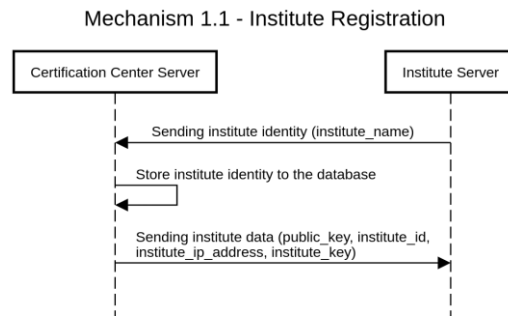 Mechanism 1.1 - Institute Registration
Certification Center Server
Institute Server
Sending institute identity (institute_name)
Store institute identity to the database
Sending institute data (public_key, institute_id,
institute_ip_address, institute_key)